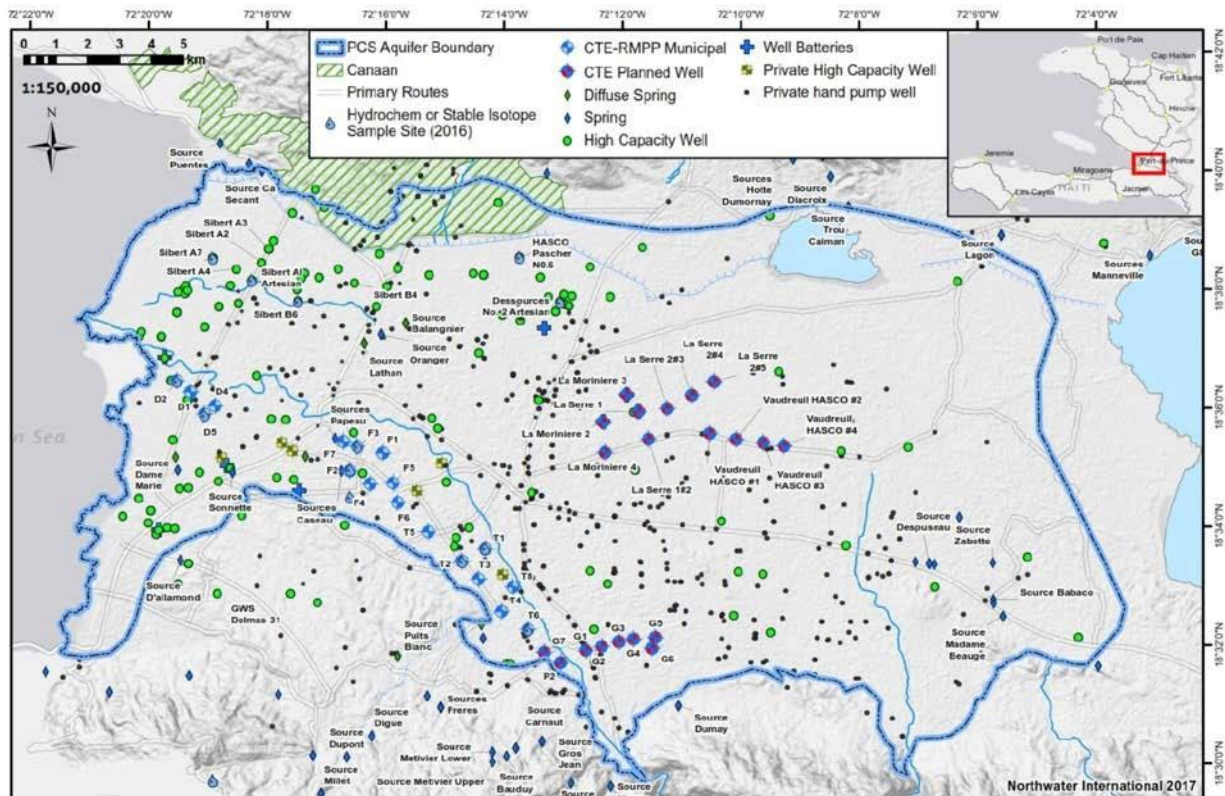 72°22'0"W
72°20'0"W
72°18'0"W
72°16'0"W
72°14'0"W
72°12'0"W
72°10'0"W
72°8'0"W
72°6'0"W
72°4'0"W
0 1 2 3 4 5
km
1:150,000
N
PCS Aquifer Boundary
Canaan
Primary Routes
Hydrochem or Stable Isotope
Sample Site (2016)
CTE-RMPP Municipal
CTE Planned Well
Diffuse Spring
Spring
High Capacity Well
Well Batteries
Private High Capacity Well
Private hand pump well
Port de Paix
Cap Haitien
Fort Liberte
Gonaives
Hinche
Port-au-Prince
Jeremie
Miragoane
HAITI
Jacmel
Les Cayes
18°42'0"N
18°40'0"N
18°38'0"N
18°36'0"N
18°34'0"N
18°32'0"N
18°30'0"N
Source
Puentes
Source Ca
Secant
Sibert A3
Sibert A2
Sibert A7
Sibert A4
Sibert AI
Artesian
Sibert B4
Sibert B6
HASCO
Pascher
N0.6
Dessources
No. 2 Artesian
Sources
Hotte
Dumornay
Source
Diacroix
Source
Trou
Caiman
Source
Lagon
Sources
Manneville
Source
Balangnier
Source
Oranger
Source
Lathan
La Serre
2#4
La Serre 2#3
La Serre
2#5
La Moriniere 3
La Serre 1
Vaudreuil HASCO #2
Vaudreuil,
HASCO #4
La Moriniere 2
La Moriniere 4
La Serre 1#2
Vaudreuil
HASCO #1
Vaudreuil
HASCO #3
D2
D1
D4
D5
Sources
Papeau
F3
F1
F7
F2
F5
F4
F6
T5
Source
Dame
Marie
Source
Sonnette
Sources
Caseau
T1
T2
T3
T8
T4
T6
Source
Despuseau
Source
Zabette
Source Babaco
Source
Madame
Beauge
Source
D'allamond
GWS
Delmas 31
Source
Puits
Blanc
G7
G1
G3
G5
G2
G4
G6
P2
Sources
Freres
Source
Digue
Source
Dupont
Source
Millet
Source
Metivier Lower
Source Metivier Upper
Source
Carnaut
Source
Bauduy
Source
Gros
Jean
Source
Dumay
Source
Source
Northwater International 2017